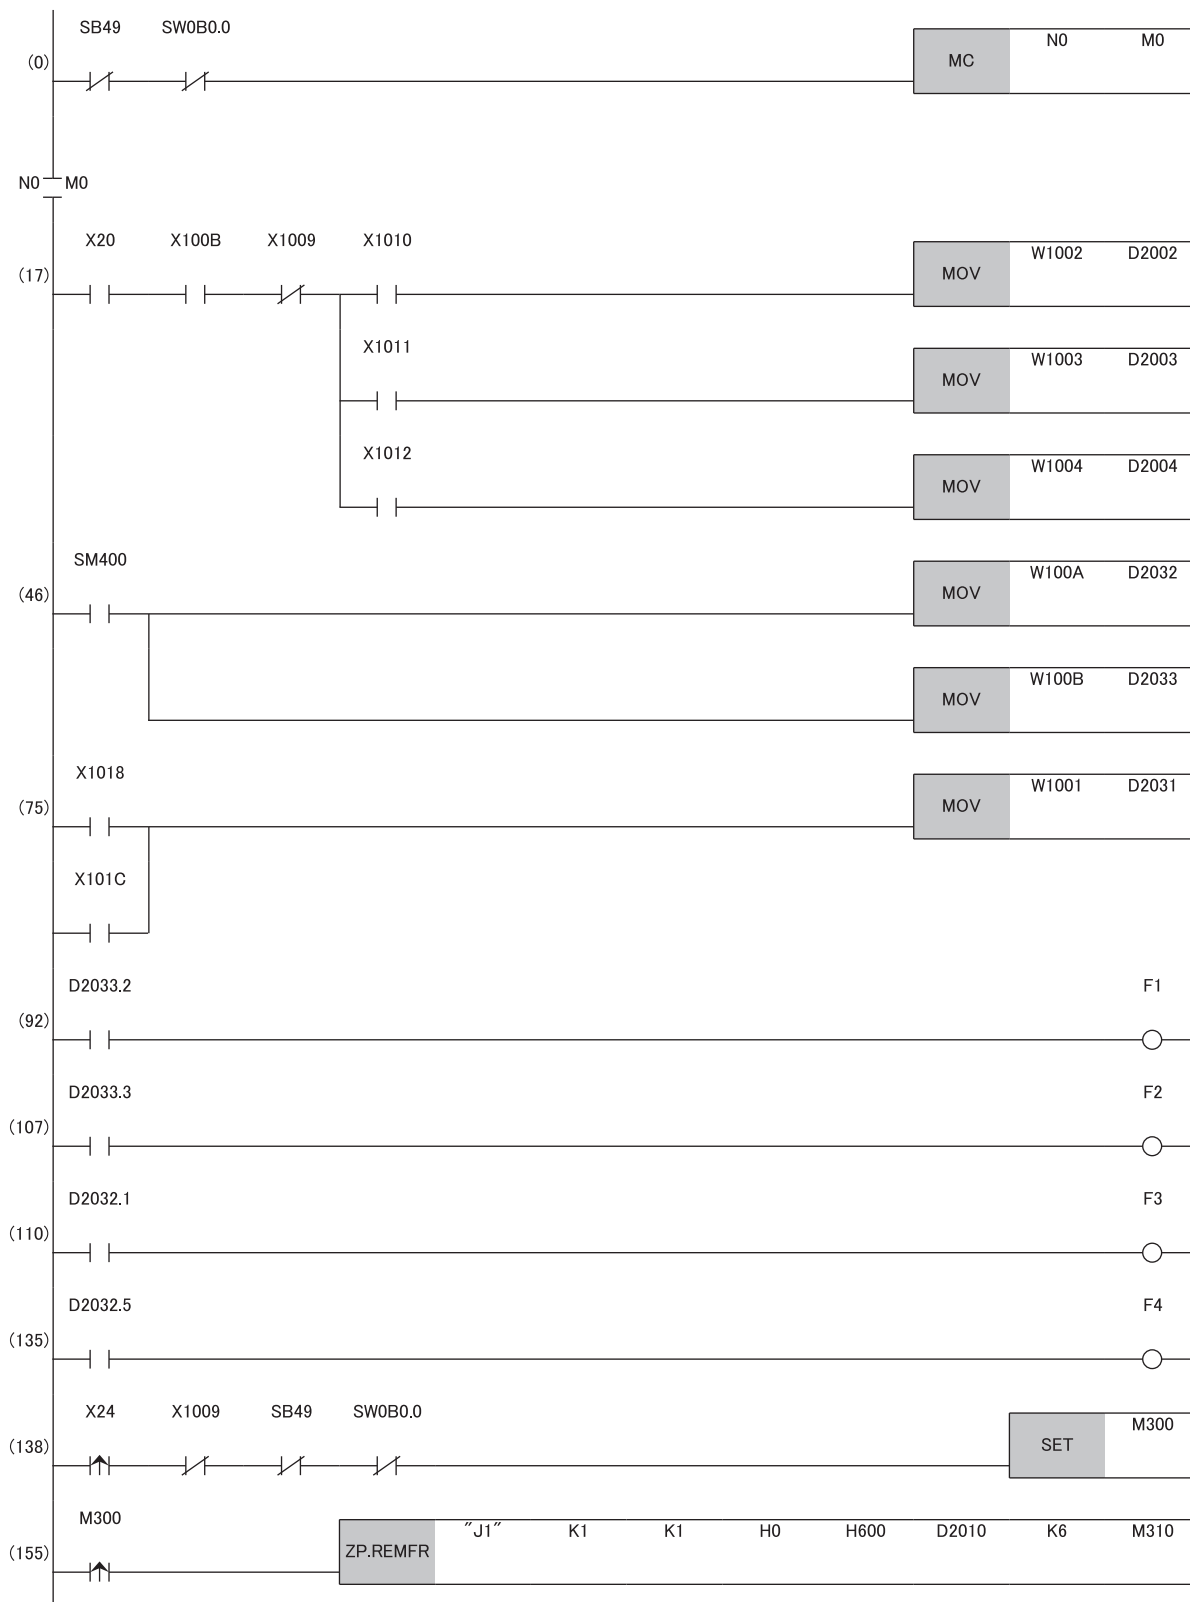 SB49 SW0B0.0
(0) MC N0 M0
N0 M0
X20 X100B X1009 X1010
(17) MOV W1002 D2002
X1011
MOV W1003 D2003
X1012
MOV W1004 D2004
SM400
(46) MOV W100A D2032
MOV W100B D2033
X1018
(75) MOV W1001 D2031
X101C
D2033.2 F1
(92)
D2033.3 F2
(107)
D2032.1 F3
(110)
D2032.5 F4
(135)
X24 X1009 SB49 SW0B0.0
(138) SET M300
M300
(155) ZP.REMFR "J1" K1 K1 H0 H600 D2010 K6 M310